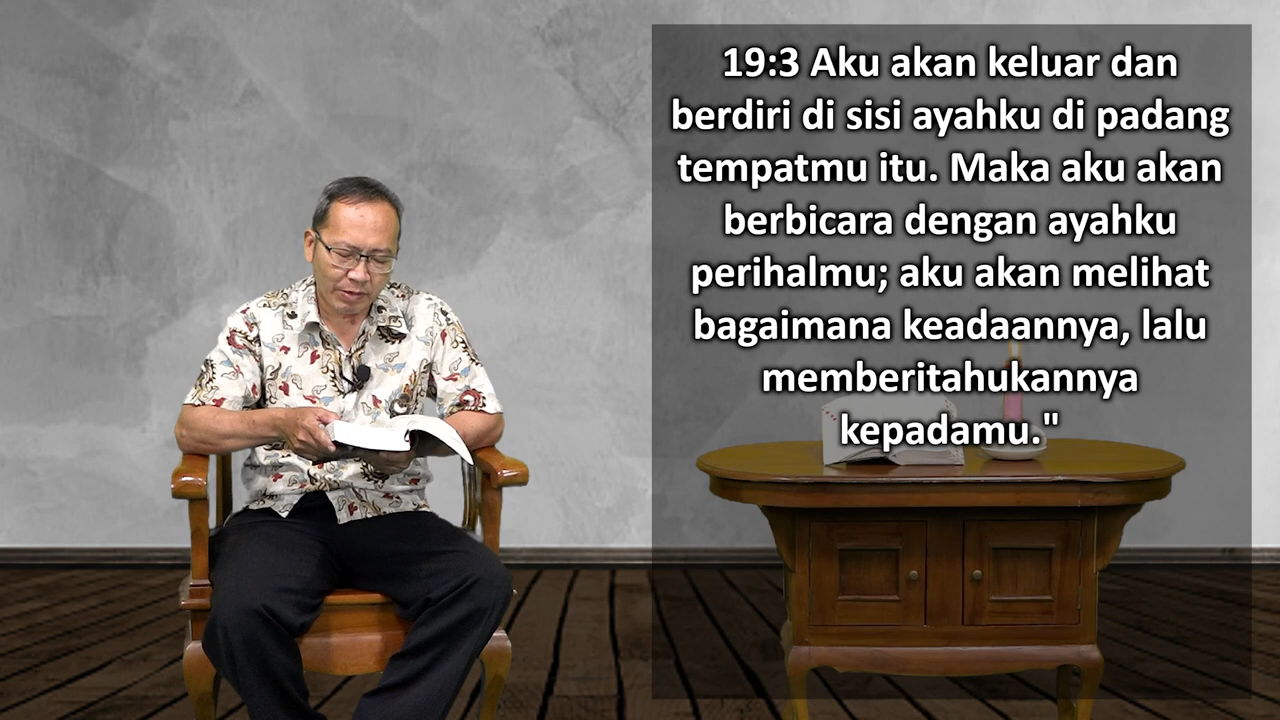 19:3 Aku akan keluar dan
berdiri di sisi ayahku di padang
tempatmu itu. Maka aku akan
berbicara dengan ayahku
perihalmu; aku akan melihat
bagaimana keadaannya, lalu
memberitahukannya
kepadamu."